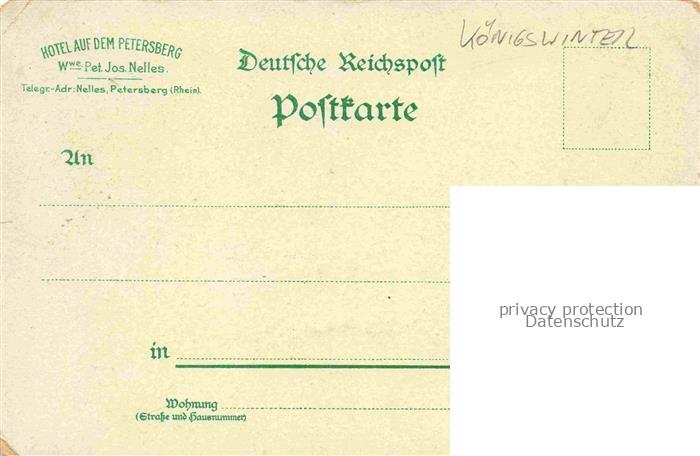 KÖNIGSWINTER
HOTEL AUF DEM PETERSBERG
Wwe Pet. Jos. Nelles.
Telegr.-Adr: Nelles, Petersberg (Rhein).
Deutſche Reichspoſt
Poſtkarte
An
in
Wohnung
(Straße und Hausnummer)
privacy protection
Datenschutz